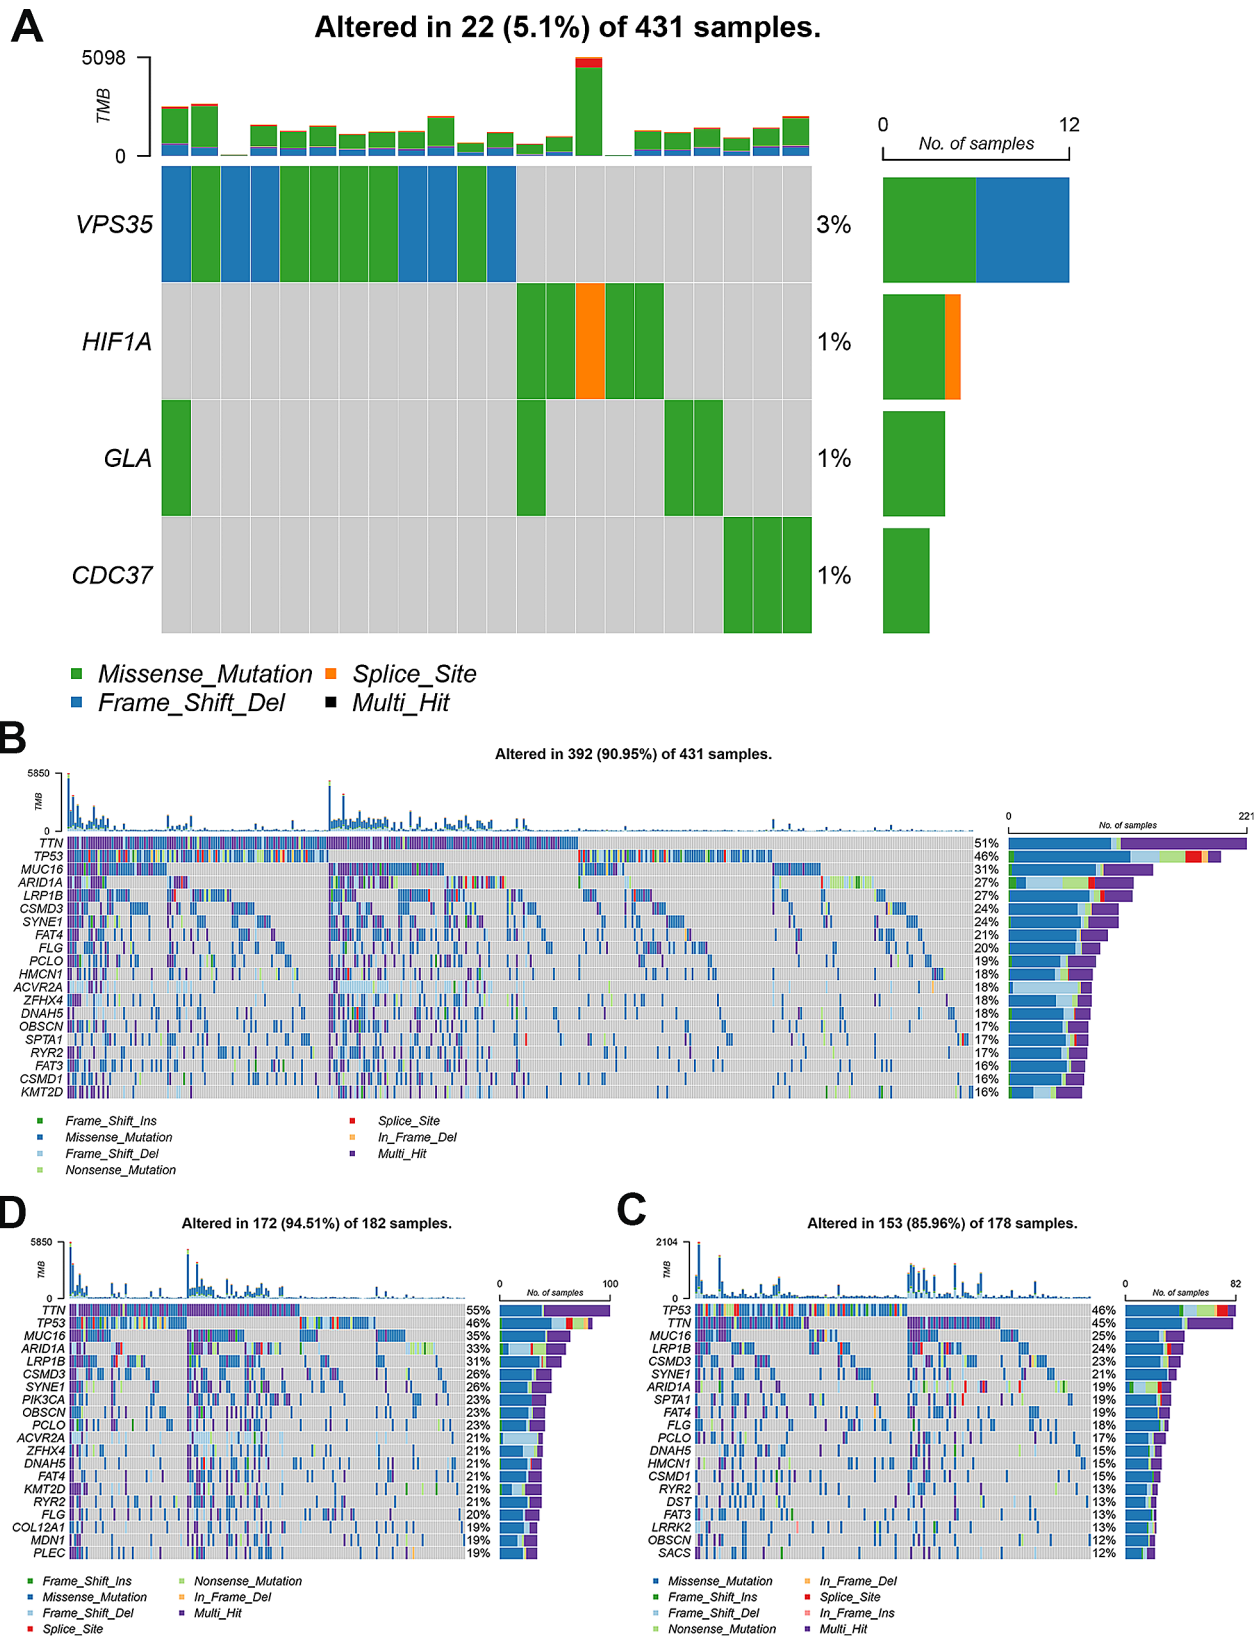 A
Altered in 22 (5.1%) of 431 samples.
5098
TMB
0
0 12
No. of samples
VPS35 3%
HIF1A 1%
GLA 1%
CDC37 1%
Missense_Mutation Splice_Site
Frame_Shift_Del Multi_Hit
B
Altered in 392 (90.95%) of 431 samples.
5850
TMB
0
0 221
No. of samples
TTN 51%
TP53 46%
MUC16 31%
ARID1A 27%
LRP1B 27%
CSMD3 24%
SYNE1 24%
FAT4 21%
FLG 20%
PCLO 19%
HMCN1 18%
ACVR2A 18%
ZFHX4 18%
DNAH5 18%
OBSCN 17%
SPTA1 17%
RYR2 17%
FAT3 16%
CSMD1 16%
KMT2D 16%
Frame_Shift_Ins Splice_Site
Missense_Mutation In_Frame_Del
Frame_Shift_Del Multi_Hit
Nonsense_Mutation
D
Altered in 172 (94.51%) of 182 samples.
5850
TMB
0
0 100
No. of samples
TTN 55%
TP53 46%
MUC16 35%
ARID1A 33%
LRP1B 31%
CSMD3 26%
SYNE1 26%
PIK3CA 23%
OBSCN 23%
PCLO 23%
ACVR2A 21%
ZFHX4 21%
DNAH5 21%
FAT4 21%
KMT2D 21%
RYR2 21%
FLG 20%
COL12A1 19%
MDN1 19%
PLEC 19%
Frame_Shift_Ins Nonsense_Mutation
Missense_Mutation In_Frame_Del
Frame_Shift_Del Multi_Hit
Splice_Site
C
Altered in 153 (85.96%) of 178 samples.
2104
TMB
0
0 82
No. of samples
TP53 46%
TTN 45%
MUC16 25%
LRP1B 24%
CSMD3 23%
SYNE1 21%
ARID1A 19%
SPTA1 19%
FAT4 19%
FLG 18%
PCLO 17%
DNAH5 15%
HMCN1 15%
CSMD1 15%
RYR2 13%
DST 13%
FAT3 13%
LRRK2 13%
OBSCN 12%
SACS 12%
Missense_Mutation In_Frame_Del
Frame_Shift_Ins Splice_Site
Frame_Shift_Del In_Frame_Ins
Nonsense_Mutation Multi_Hit